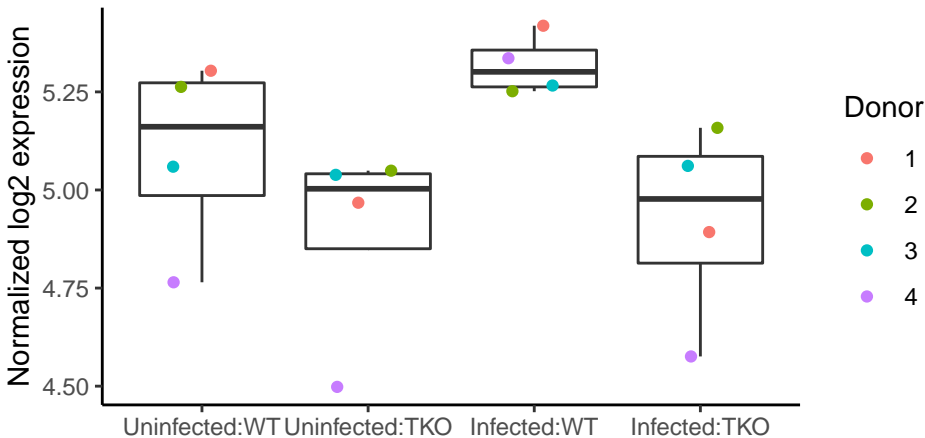 Normalized log2 expression
5.25
5.00
4.75
4.50
Uninfected:WT Uninfected:TKO Infected:WT Infected:TKO
Donor
1
2
3
4